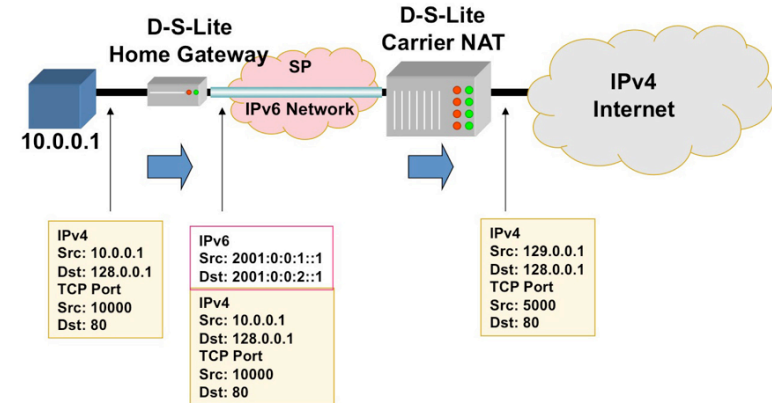 D-S-Lite
Home Gateway
D-S-Lite
Carrier NAT
SP
IPv6 Network
IPv4
Internet
10.0.0.1
IPv4
Src: 10.0.0.1
Dst: 128.0.0.1
TCP Port
Src: 10000
Dst: 80
IPv6
Src: 2001:0:0:1::1
Dst: 2001:0:0:2::1
IPv4
Src: 10.0.0.1
Dst: 128.0.0.1
TCP Port
Src: 10000
Dst: 80
IPv4
Src: 129.0.0.1
Dst: 128.0.0.1
TCP Port
Src: 5000
Dst: 80